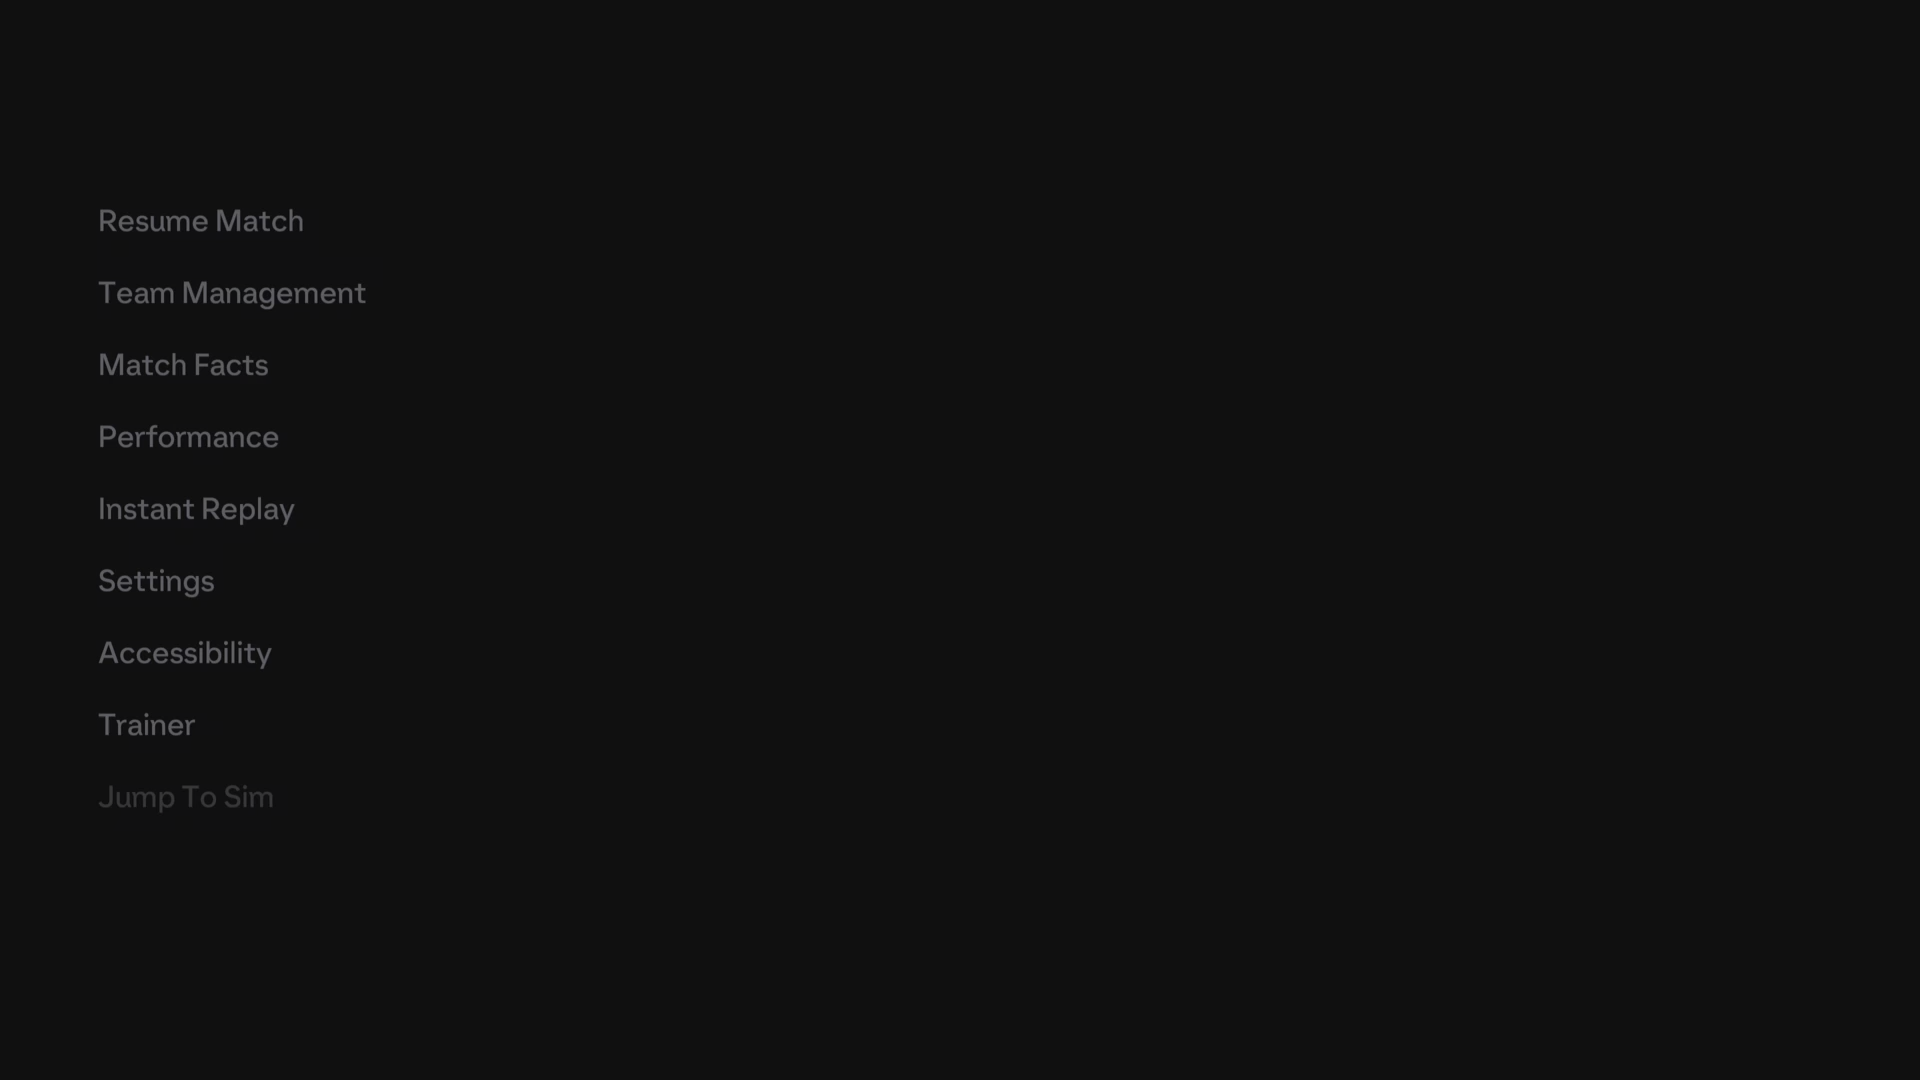 Resume Match
Team Management
Match Facts
Performance
Instant Replay
Settings
Accessibility
Trainer
Jump To Sim